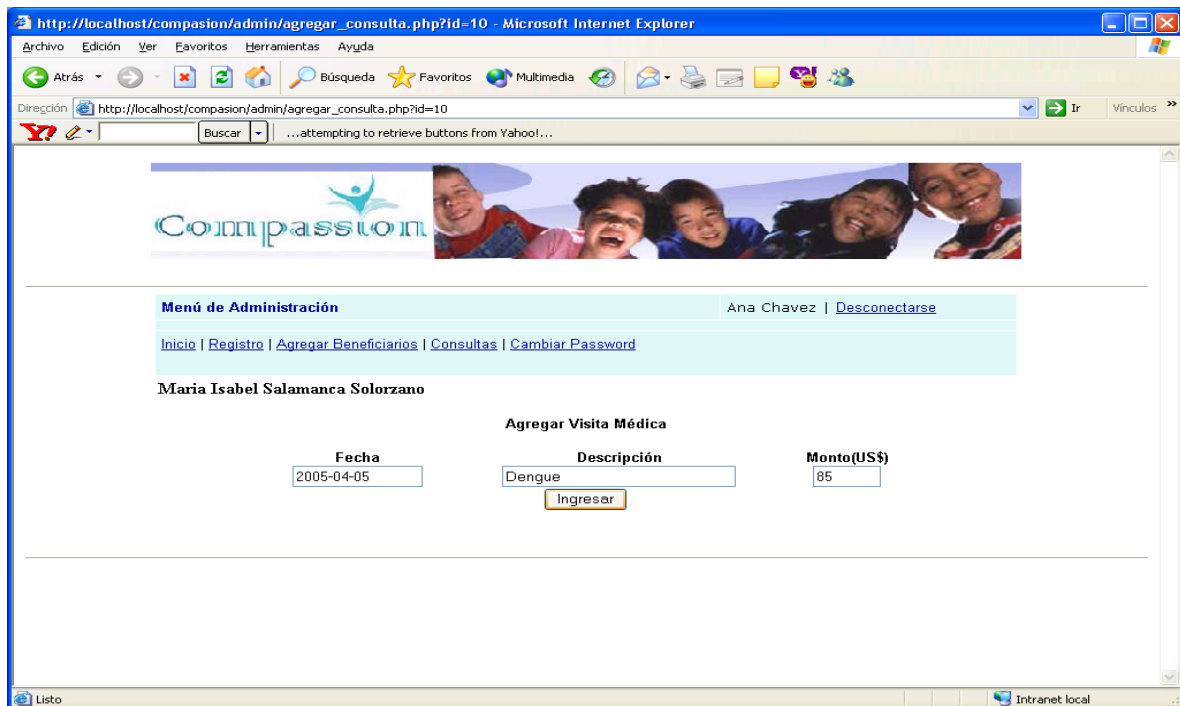 http://localhost/compasion/admin/agregar_consulta.php?id=10 - Microsoft Internet Explorer
Archivo Edición Ver Favoritos Herramientas Ayuda
Atrás Búsqueda Favoritos Multimedia
Dirección http://localhost/compasion/admin/agregar_consulta.php?id=10 Ir Vínculos »
Y! Buscar ...attempting to retrieve buttons from Yahoo!...
Compassion
Menú de Administración Ana Chavez | Desconectarse
Inicio | Registro | Agregar Beneficiarios | Consultas | Cambiar Password
Maria Isabel Salamanca Solorzano
Agregar Visita Médica
Fecha Descripción Monto(US$)
2005-04-05 Dengue 85
Ingresar
Listo Intranet local